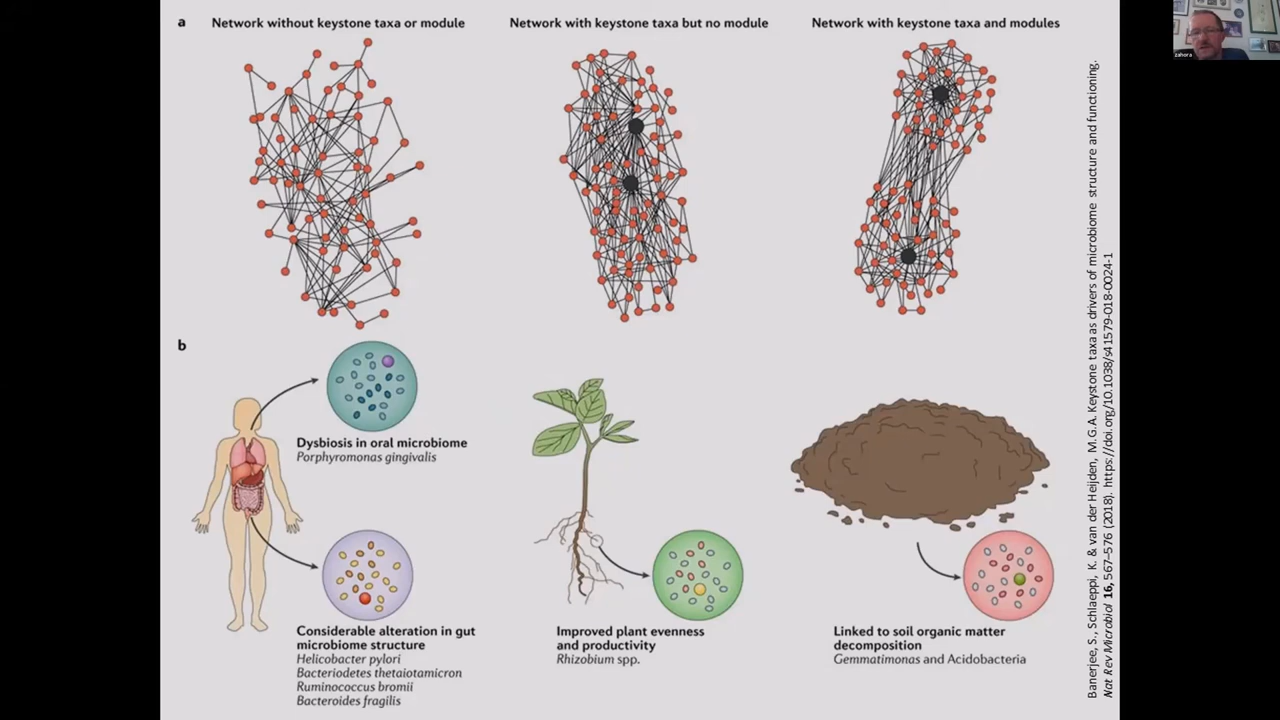 a
Network without keystone taxa or module
Network with keystone taxa but no module
Network with keystone taxa and modules
zahora
b
Dysbiosis in oral microbiome
Porphyromonas gingivalis
Considerable alteration in gut
microbiome structure
Helicobacter pylori
Bacteriodetes thetaiotamicron
Ruminococcus bromii
Bacteroides fragilis
Improved plant evenness
and productivity
Rhizobium spp.
Linked to soil organic matter
decomposition
Gemmatimonas and Acidobacteria
Banerjee, S., Schlaeppi, K. & van der Heijden, M.G.A. Keystone taxa as drivers of microbiome structure and functioning.
Nat Rev Microbiol 16, 567–576 (2018). https://doi.org/10.1038/s41579-018-0024-1